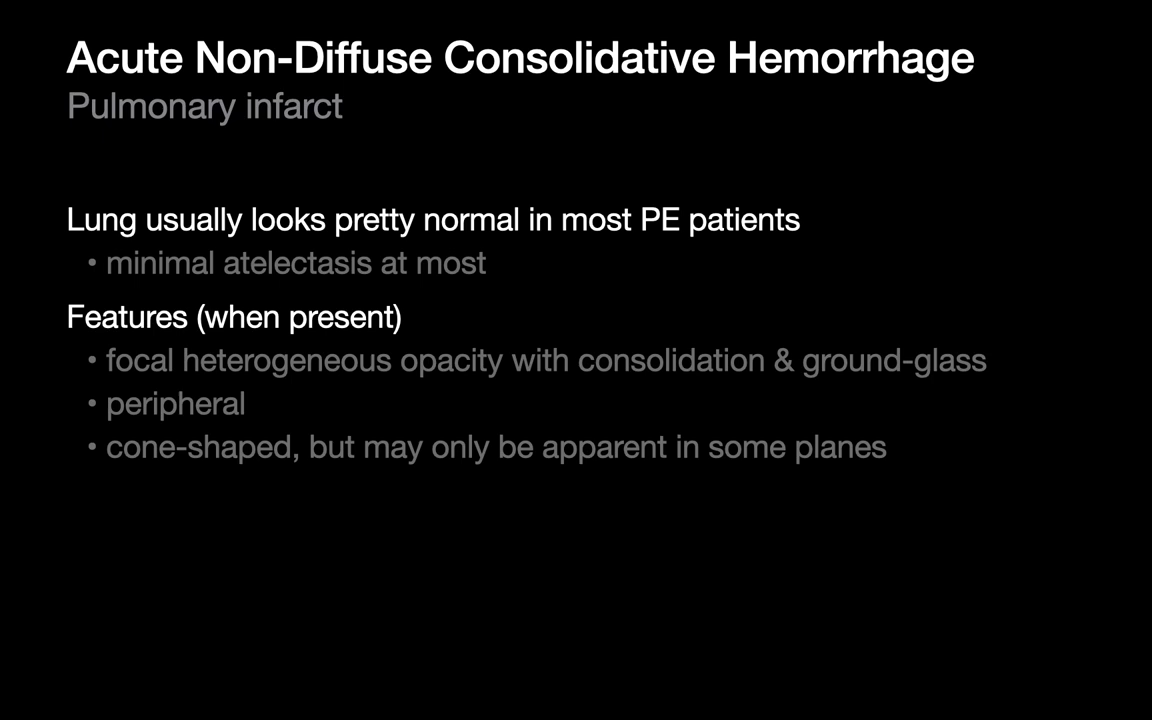 Acute Non-Diffuse Consolidative Hemorrhage
Pulmonary infarct
Lung usually looks pretty normal in most PE patients
• minimal atelectasis at most
Features (when present)
• focal heterogeneous opacity with consolidation & ground-glass
• peripheral
• cone-shaped, but may only be apparent in some planes